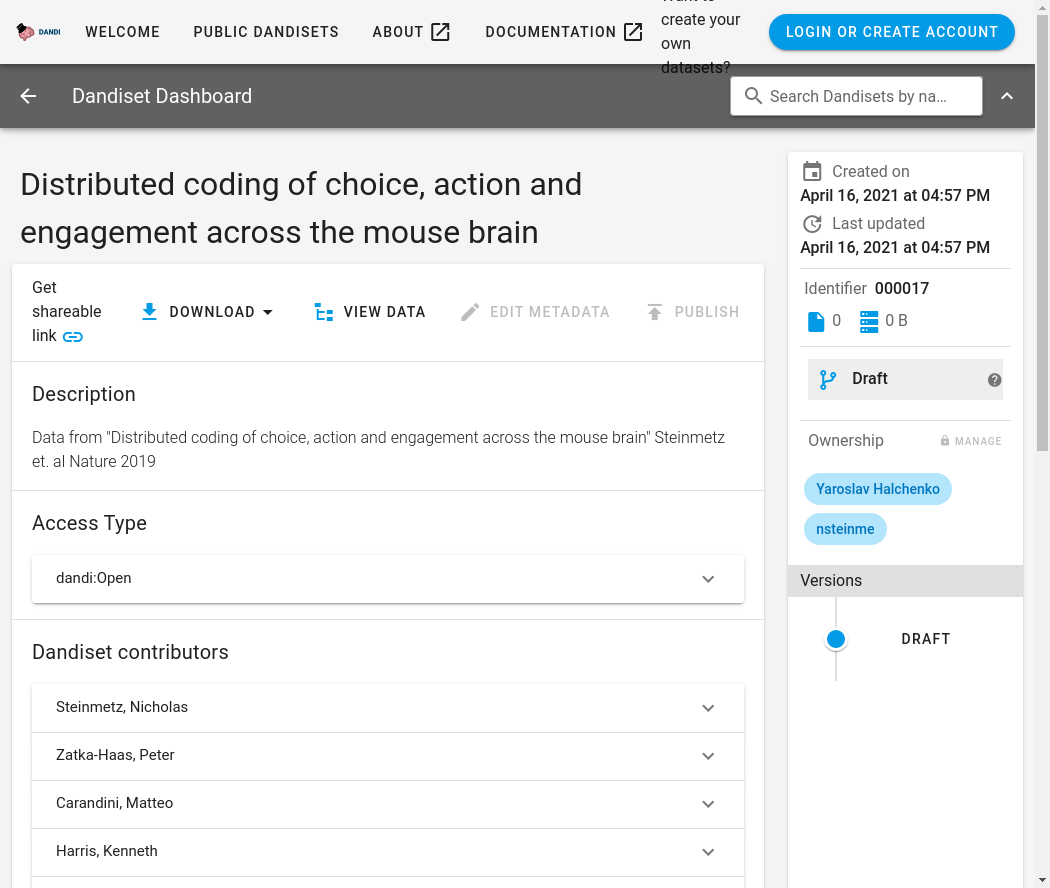 DANDI
WELCOME
PUBLIC DANDISETS
ABOUT
DOCUMENTATION
create your
own
datasets?
LOGIN OR CREATE ACCOUNT
Dandiset Dashboard
Search Dandisets by na...
Distributed coding of choice, action and
engagement across the mouse brain
Get
shareable
link
DOWNLOAD
VIEW DATA
EDIT METADATA
PUBLISH
Description
Data from "Distributed coding of choice, action and engagement across the mouse brain" Steinmetz
et. al Nature 2019
Access Type
dandi:Open
Dandiset contributors
Steinmetz, Nicholas
Zatka-Haas, Peter
Carandini, Matteo
Harris, Kenneth
Created on
April 16, 2021 at 04:57 PM
Last updated
April 16, 2021 at 04:57 PM
Identifier 000017
0
0 B
Draft
Ownership
MANAGE
Yaroslav Halchenko
nsteinme
Versions
DRAFT